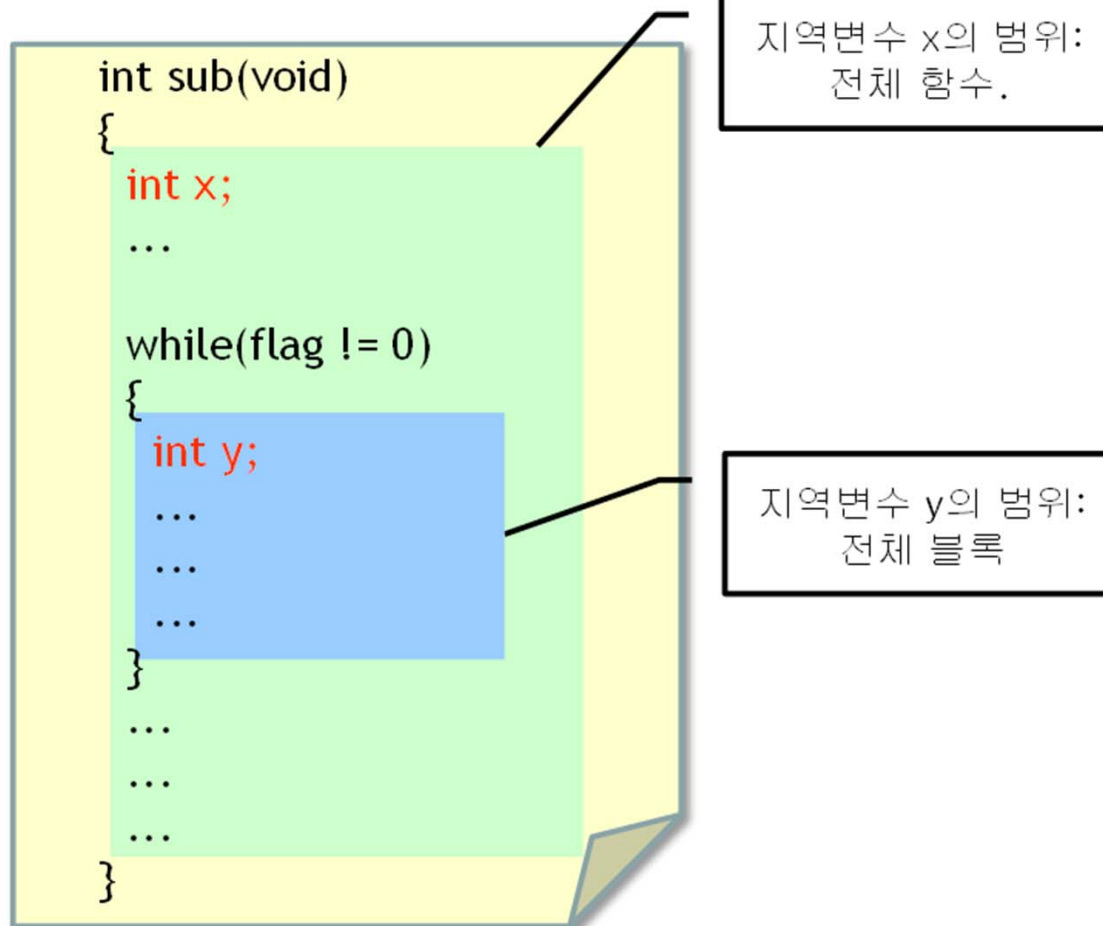 int sub(void)
{
int x;
...
while(flag != 0)
{
int y;
...
...
...
}
...
...
...
}
지역변수 x의 범위:
전체 함수.
지역변수 y의 범위:
전체 블록